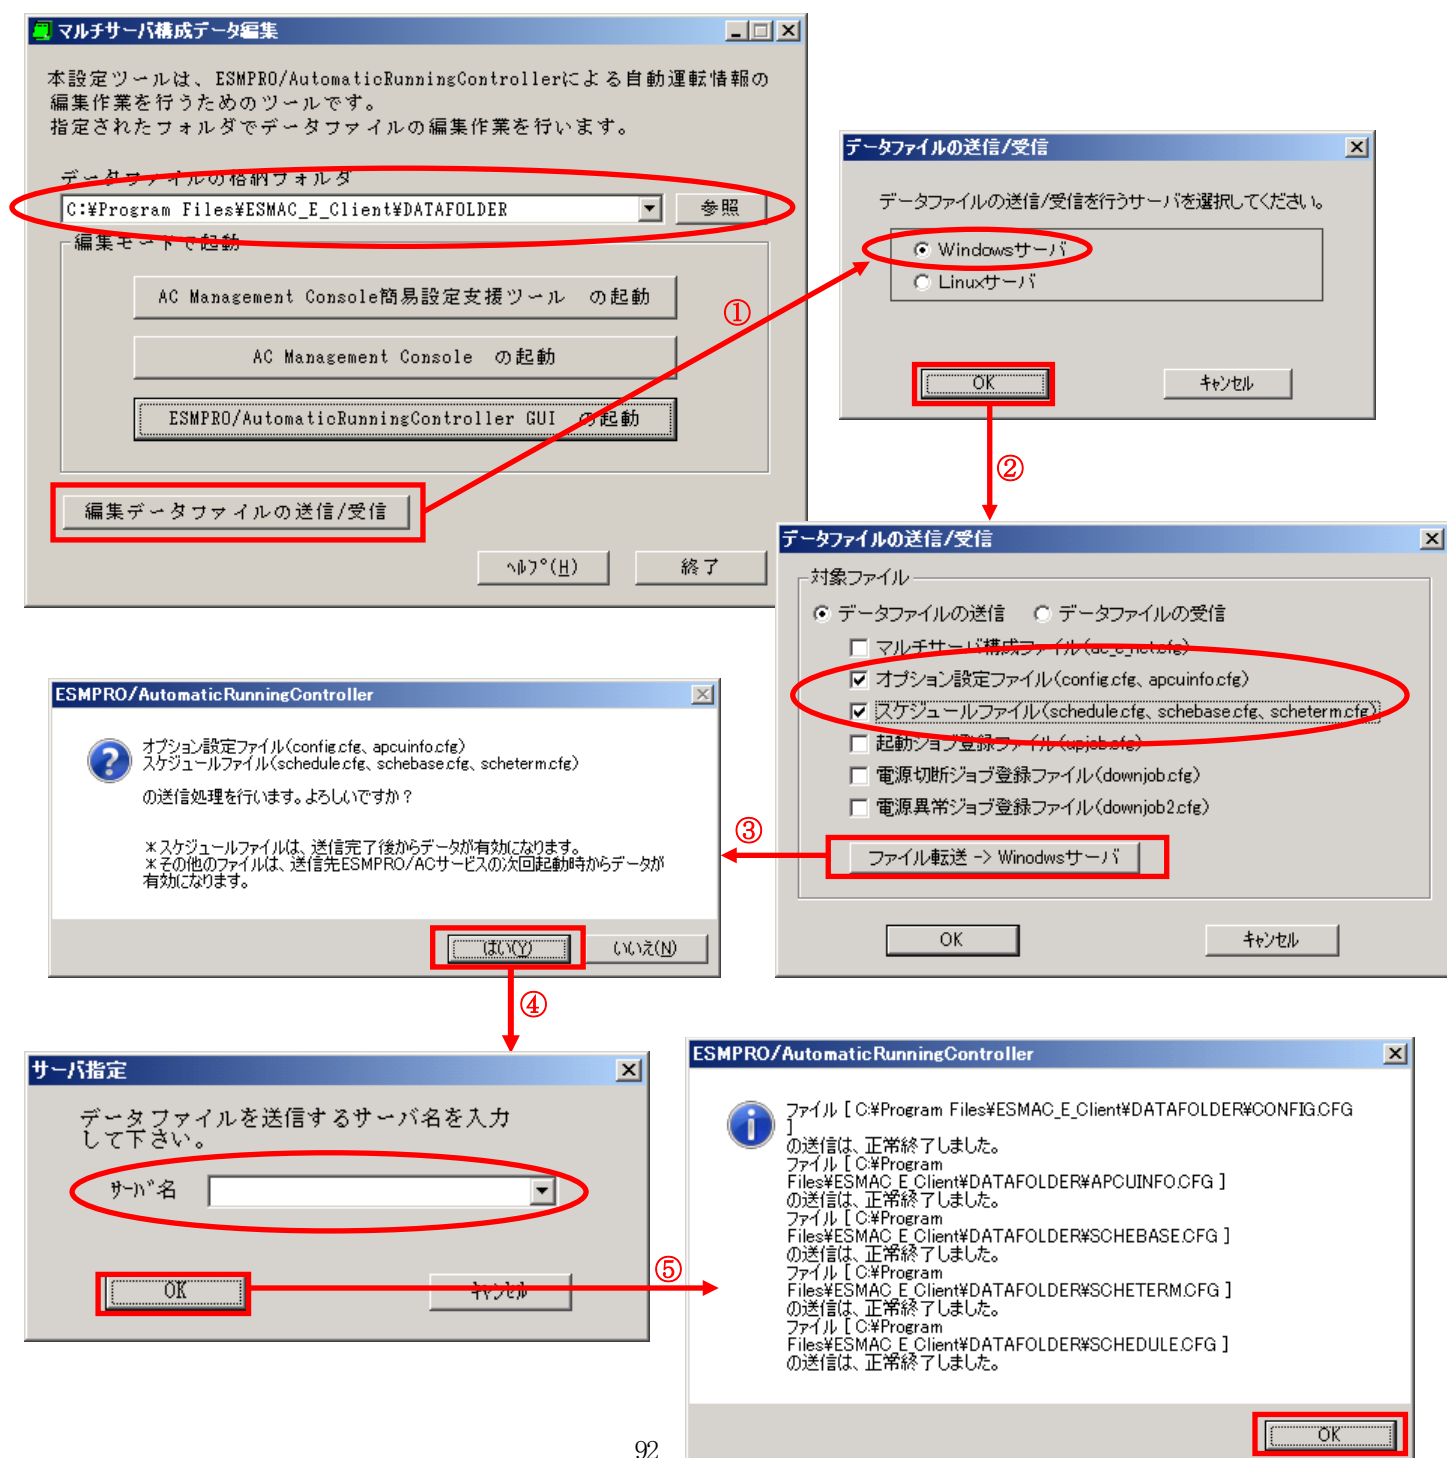 マルチサーバ構成データ編集
本設定ツールは、ESMPRO/AutomaticRunningControllerによる自動運転情報の
編集作業を行うためのツールです。
指定されたフォルダでデータファイルの編集作業を行います。
データファイルの格納フォルダ
C:¥Program Files¥ESMAC_E_Client¥DATAFOLDER
参照
編集モードで起動
AC Management Console簡易設定支援ツール の起動
AC Management Console の起動
ESMPRO/AutomaticRunningController GUI の起動
編集データファイルの送信/受信
ヘルプ(H)
終了
①
データファイルの送信/受信
データファイルの送信/受信を行うサーバを選択してください。
Windowsサーバ
Linuxサーバ
OK
キャンセル
②
データファイルの送信/受信
対象ファイル
データファイルの送信 データファイルの受信
マルチサーバ構成ファイル(ac_e_net.cfg)
オプション設定ファイル(config.cfg、apcuinfo.cfg)
スケジュールファイル(schedule.cfg、schebase.cfg、scheterm.cfg)
起動ジョブ登録ファイル(upjob.cfg)
電源切断ジョブ登録ファイル(downjob.cfg)
電源異常ジョブ登録ファイル(downjob2.cfg)
ファイル転送 -> Winodwsサーバ
OK
キャンセル
③
ESMPRO/AutomaticRunningController
オプション設定ファイル(config.cfg、apcuinfo.cfg)
スケジュールファイル(schedule.cfg、schebase.cfg、scheterm.cfg)
の送信処理を行います。よろしいですか？
＊スケジュールファイルは、送信完了後からデータが有効になります。
＊その他のファイルは、送信先ESMPRO/ACサービスの次回起動時からデータが
有効になります。
はい(Y)
いいえ(N)
④
サーバ指定
データファイルを送信するサーバ名を入力
して下さい。
サーバ名
OK
キャンセル
⑤
ESMPRO/AutomaticRunningController
ファイル [ C:¥Program Files¥ESMAC_E_Client¥DATAFOLDER¥CONFIG.CFG
]
の送信は、正常終了しました。
ファイル [ C:¥Program
Files¥ESMAC_E_Client¥DATAFOLDER¥APCUINFO.CFG ]
の送信は、正常終了しました。
ファイル [ C:¥Program
Files¥ESMAC_E_Client¥DATAFOLDER¥SCHEBASE.CFG ]
の送信は、正常終了しました。
ファイル [ C:¥Program
Files¥ESMAC_E_Client¥DATAFOLDER¥SCHETERM.CFG ]
の送信は、正常終了しました。
ファイル [ C:¥Program
Files¥ESMAC_E_Client¥DATAFOLDER¥SCHEDULE.CFG ]
の送信は、正常終了しました。
OK
92